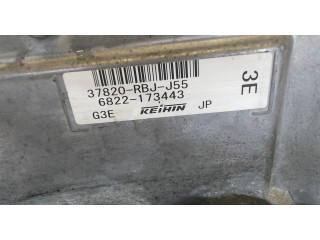 37820-RBJ-J55
6822-173443
G3E KEIHIN JP
3E